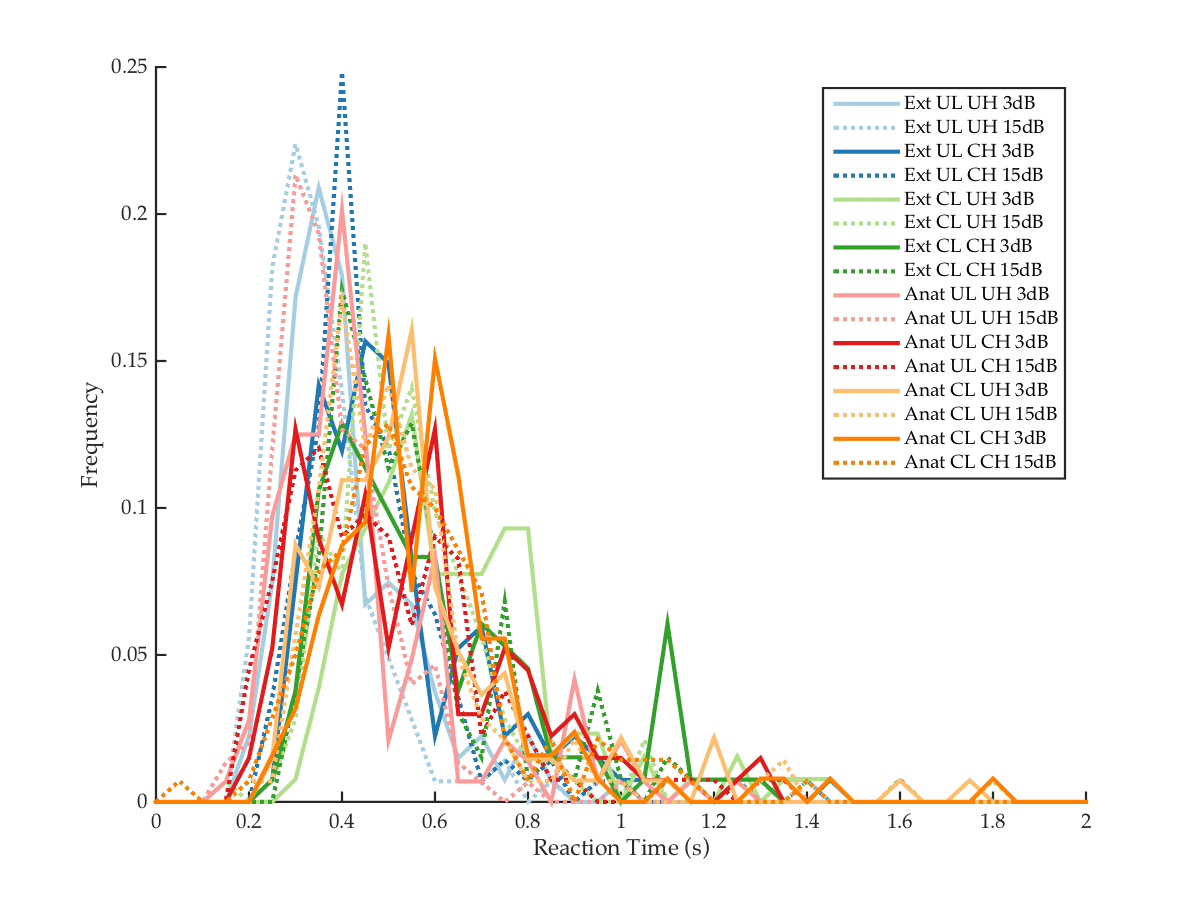 0.25
0.2
0.15
0.1
0.05
0
Frequency
0 0.2 0.4 0.6 0.8 1 1.2 1.4 1.6 1.8 2
Reaction Time (s)
Ext UL UH 3dB
Ext UL UH 15dB
Ext UL CH 3dB
Ext UL CH 15dB
Ext CL UH 3dB
Ext CL UH 15dB
Ext CL CH 3dB
Ext CL CH 15dB
Anat UL UH 3dB
Anat UL UH 15dB
Anat UL CH 3dB
Anat UL CH 15dB
Anat CL UH 3dB
Anat CL UH 15dB
Anat CL CH 3dB
Anat CL CH 15dB